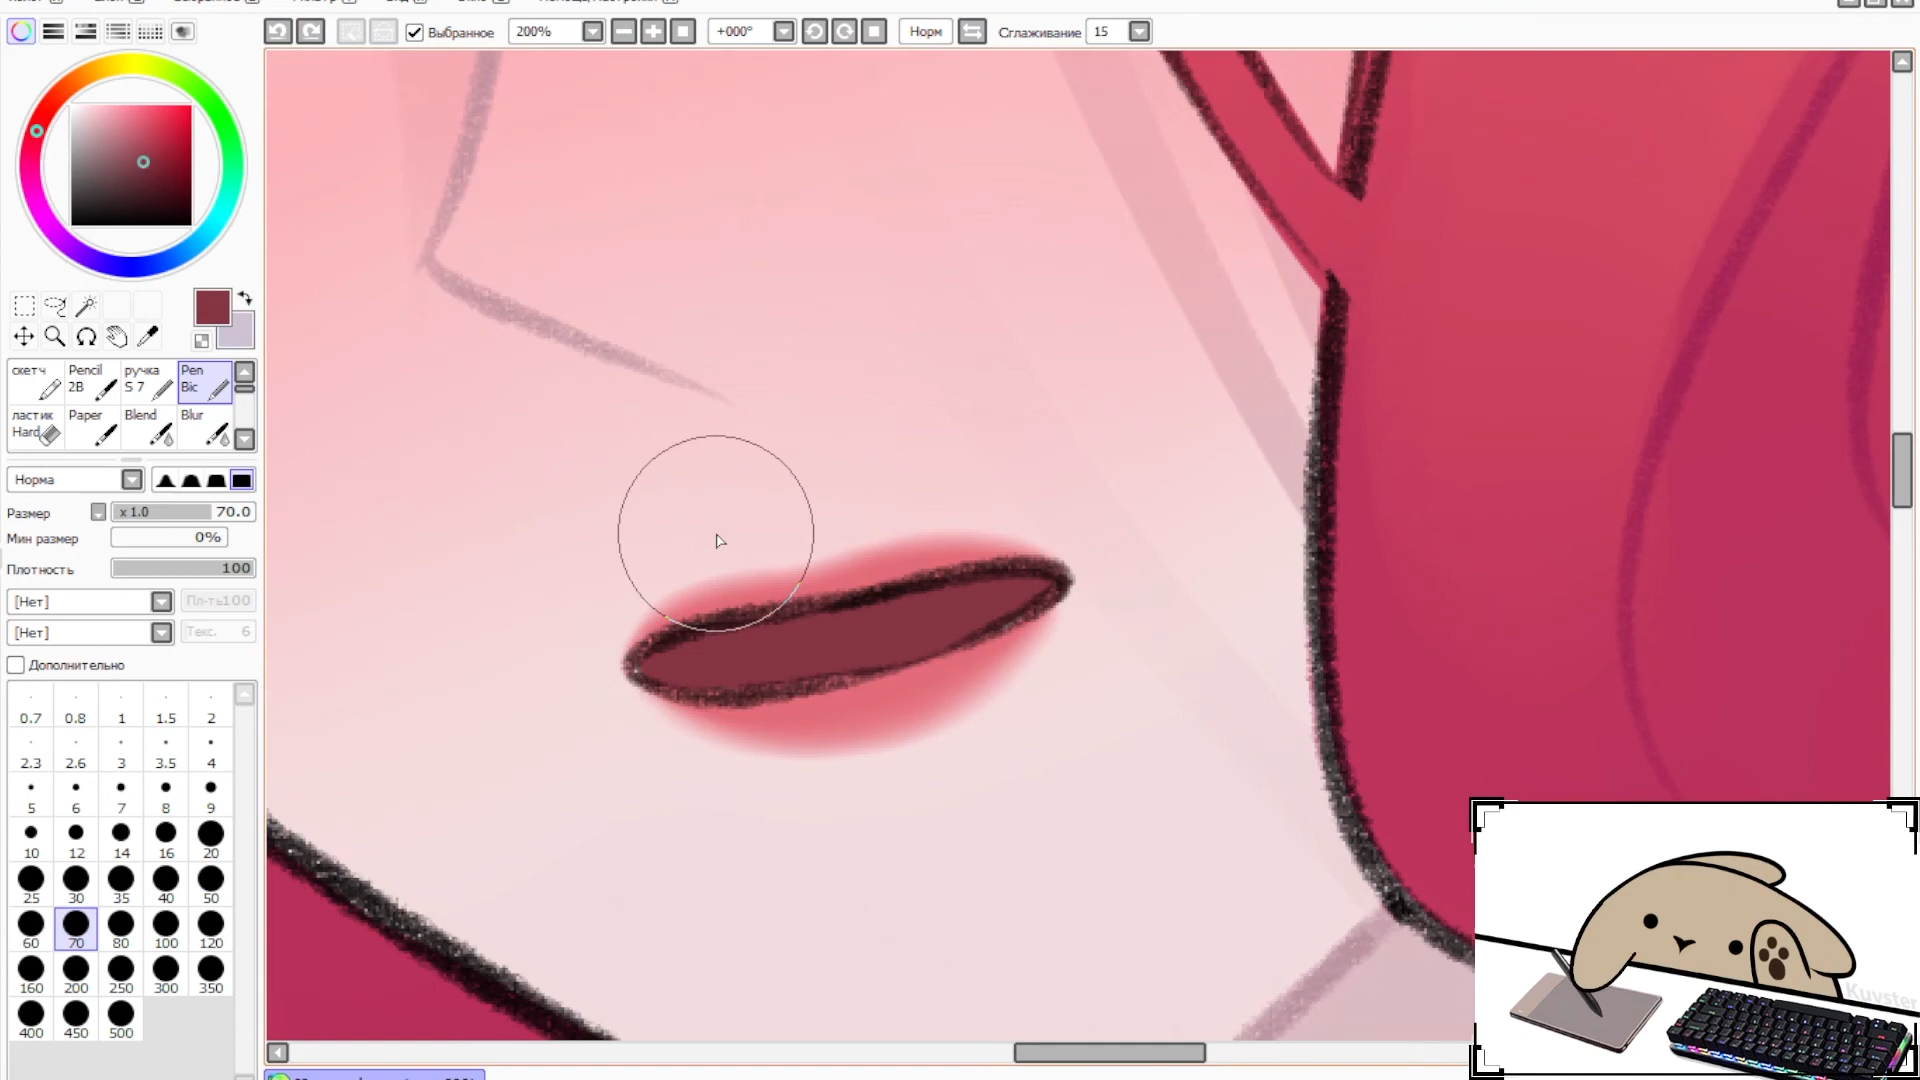 Выбранное
200%
+000°
Норм
Сглаживание
15
скетч
Pencil
2B
ручка
S 7
Pen
Bic
ластик
Hard
Paper
Blend
Blur
Норма
Размер
x 1.0
70.0
Мин размер
0%
Плотность
100
[Нет]
Пл-ть100
[Нет]
Текс. 6
Дополнительно
0.7 0.8 1 1.5 2
2.3 2.6 3 3.5 4
5 6 7 8 9
10 12 14 16 20
25 30 35 40 50
60 70 80 100 120
160 200 250 300 350
400 450 500
Kuvster